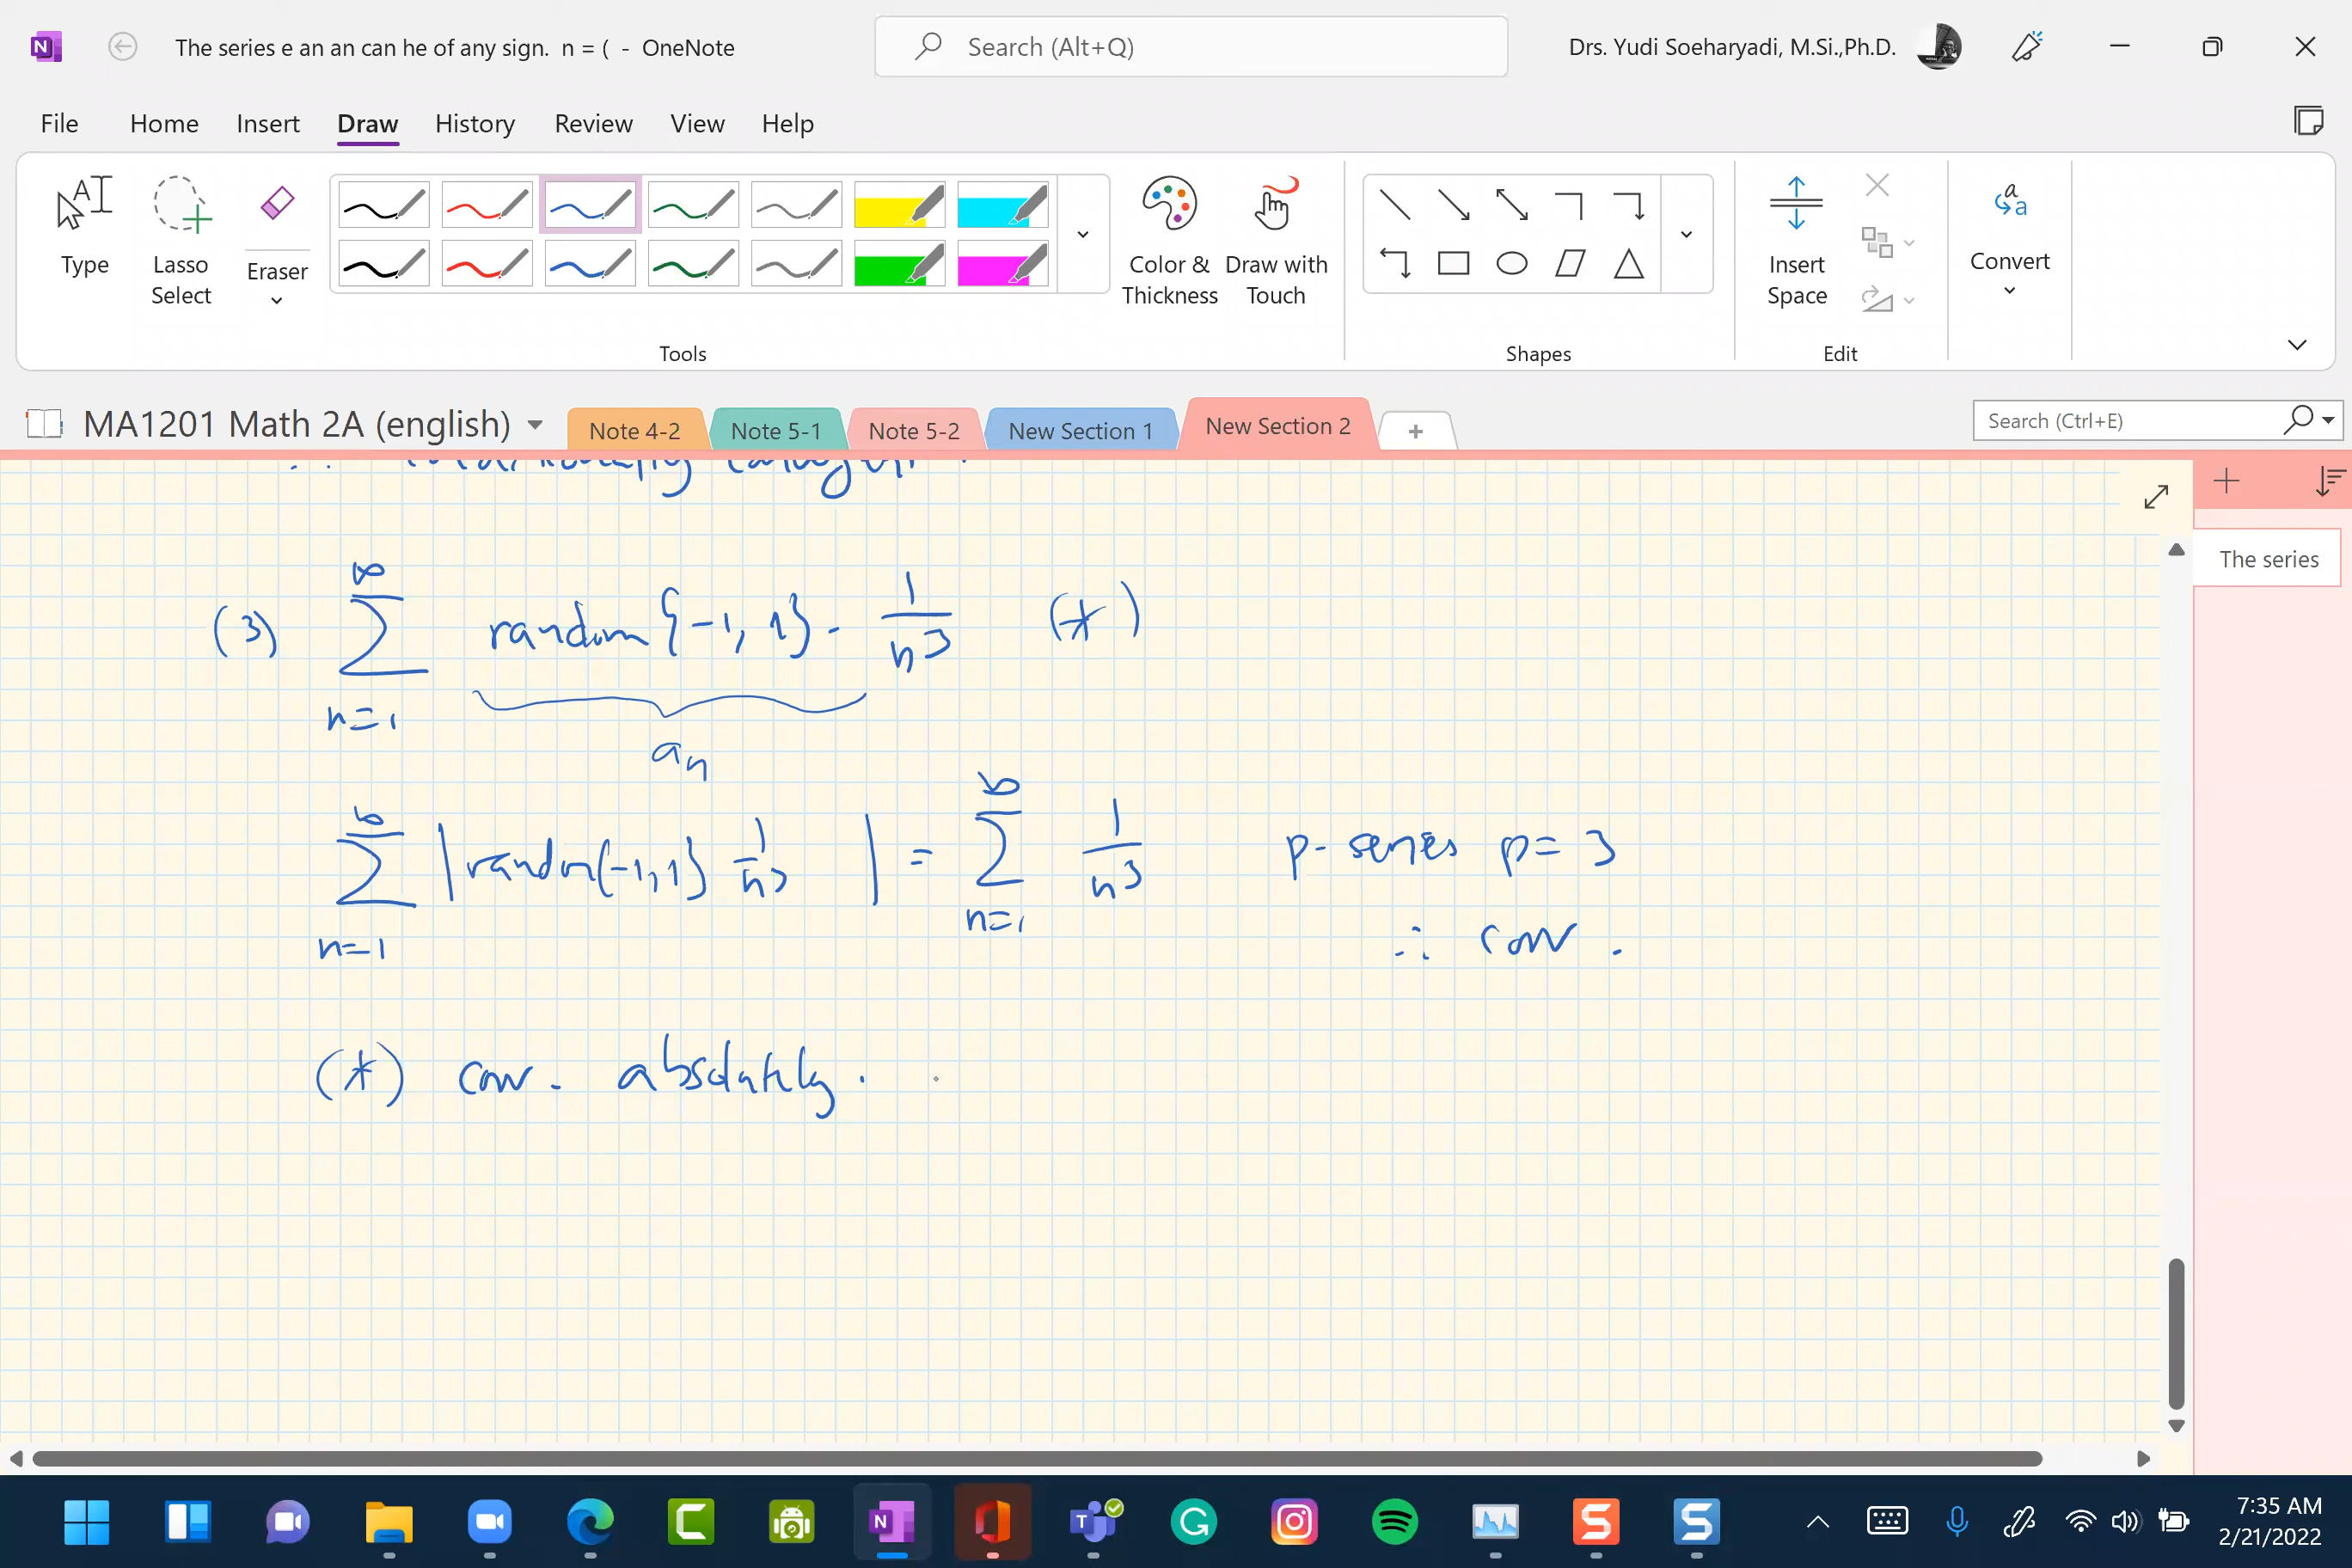 The series e an an can he of any sign. n = ( - OneNote
Search (Alt+Q)
Drs. Yudi Soeharyadi, M.Si.,Ph.D.
File Home Insert Draw History Review View Help
Type
Lasso Select
Eraser
Color & Thickness
Draw with Touch
Insert Space
Convert
Tools Shapes Edit
MA1201 Math 2A (english)
Note 4-2 Note 5-1 Note 5-2 New Section 1 New Section 2 +
Search (Ctrl+E)
The series
(3) ∞ ∑ n=1 random {-1, 1} . 1/n³ (*)
aₙ
∞ ∑ n=1 | random {-1, 1} 1/n³ | = ∞ ∑ n=1 1/n³ p-series p = 3
∴ conv.
(*) conv. absolutely.
7:35 AM
2/21/2022